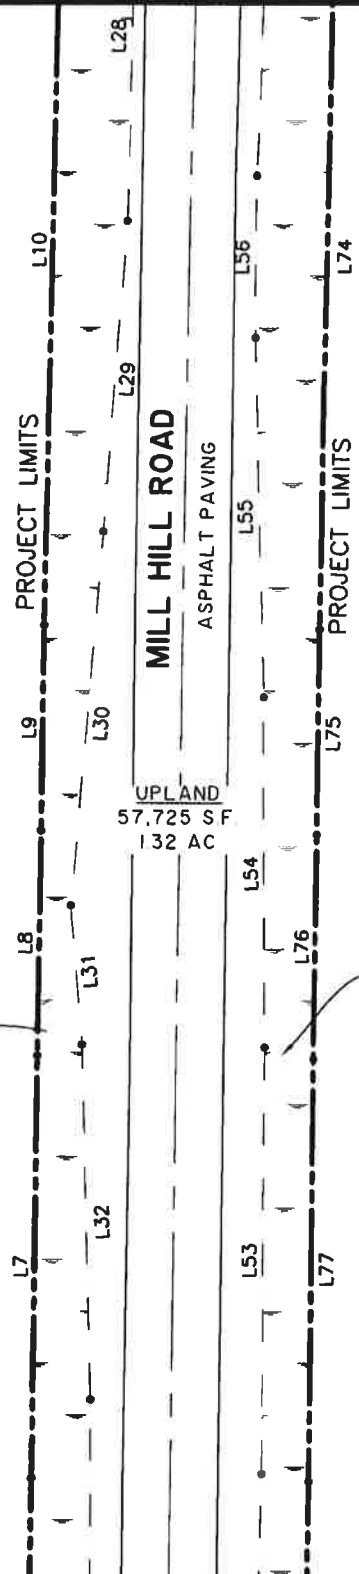 L28
L10
L56
L74
L29
PROJECT LIMITS
MILL HILL ROAD
ASPHALT PAVING
L55
PROJECT LIMITS
L9
L30
L75
UPLAND
57,725 S.F.
1.32 AC
L54
L8
L31
L76
L7
L32
L53
L77